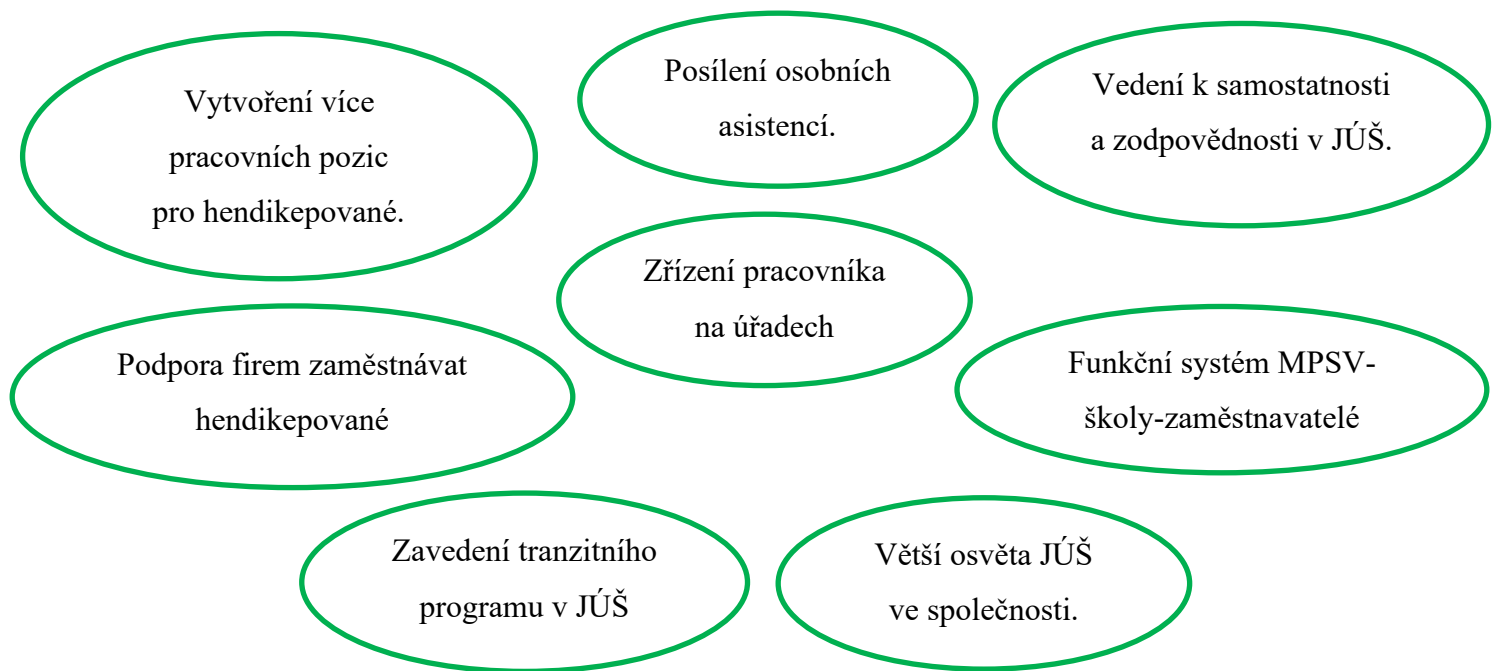 Vytvoření více
pracovních pozic
pro hendikepované.
Posílení osobních
asistencí.
Vedení k samostatnosti
a zodpovědnosti v JÚŠ.
Zřízení pracovníka
na úřadech
Podpora firem zaměstnávat
hendikepované
Funkční systém MPSV-
školy-zaměstnavatelé
Zavedení tranzitního
programu v JÚŠ
Větší osvěta JÚŠ
ve společnosti.